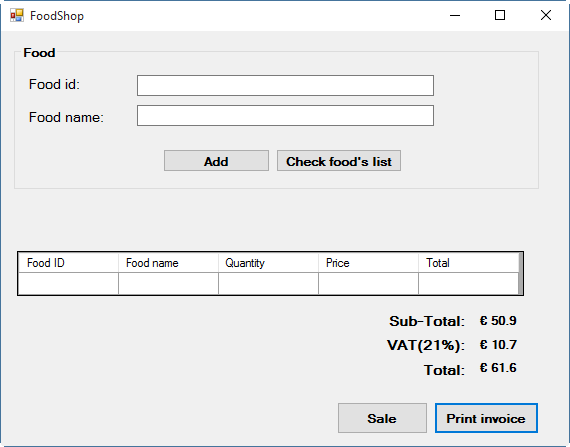 FoodShop
Food
Food id:
Food name:
Add Check food's list
Food ID Food name Quantity Price Total
Sub-Total: € 50.9
VAT(21%): € 10.7
Total: € 61.6
Sale Print invoice